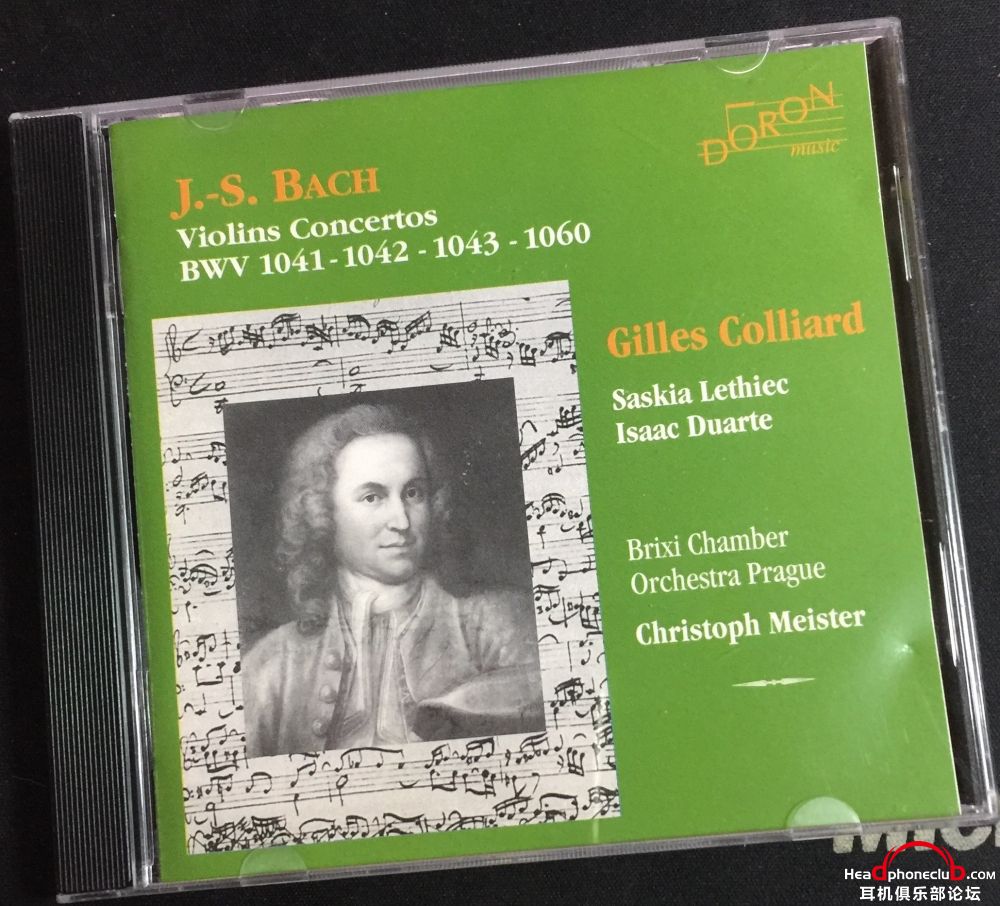 DORON
music
J.-S. BACH
Violins Concertos
BWV 1041 - 1042 - 1043 - 1060
Gilles Colliard
Saskia Lethiec
Isaac Duarte
Brixi Chamber
Orchestra Prague
Christoph Meister
HeadphonecluD.Com
耳机俱乐部论坛